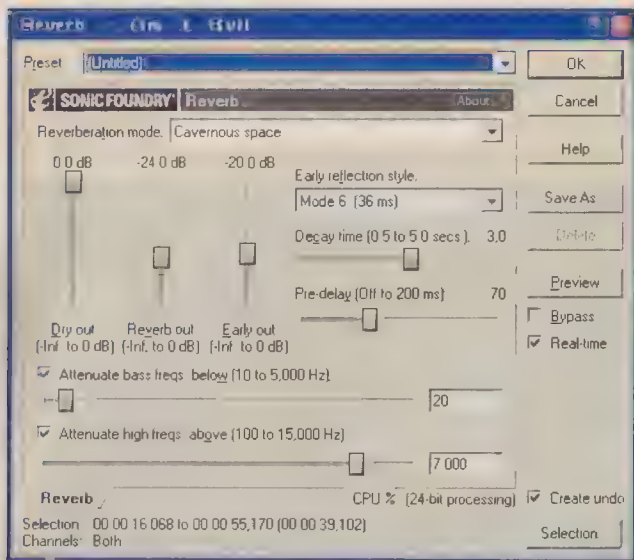 Reverb
Preset (Untitled)
OK
SONIC FOUNDRY Reverb About
Cancel
Reverberation mode. Cavernous space
Help
0.0 dB -24.0 dB -20.0 dB
Early reflection style.
Mode 6 (36 ms)
Save As
Decay time (0.5 to 5.0 secs.). 3.0
Delete
Pre-delay (Off to 200 ms) 70
Preview
Dry out Reverb out Early out
(-Inf. to 0 dB) (-Inf. to 0 dB) (-Inf. to 0 dB)
Bypass
Real-time
Attenuate bass freqs below (10 to 5,000 Hz)
20
Attenuate high freqs above (100 to 15,000 Hz)
7 000
Reverb CPU % (24-bit processing)
Create undo
Selection 00 00 16 068 to 00 00 55,170 (00 00 39,102)
Channels: Both
Selection